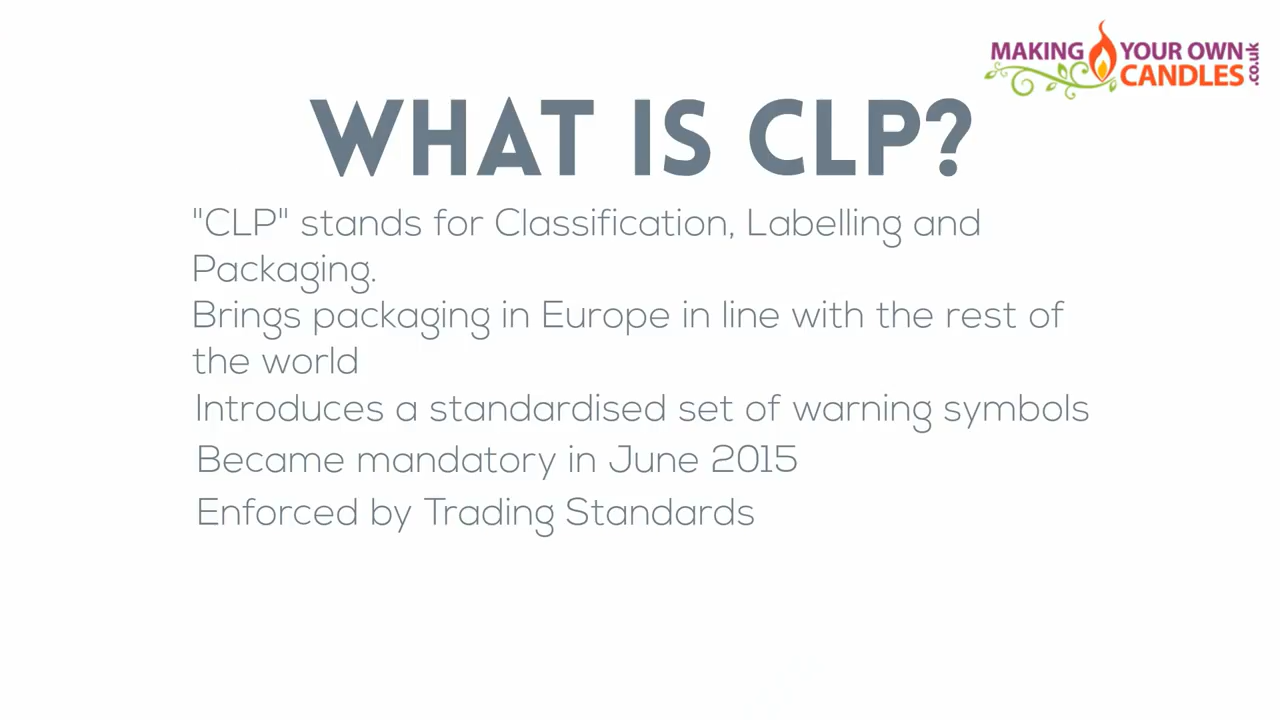 MAKING YOUR OWN
CANDLES .co.uk
WHAT IS CLP?
"CLP" stands for Classification, Labelling and
Packaging.
Brings packaging in Europe in line with the rest of
the world
Introduces a standardised set of warning symbols
Became mandatory in June 2015
Enforced by Trading Standards